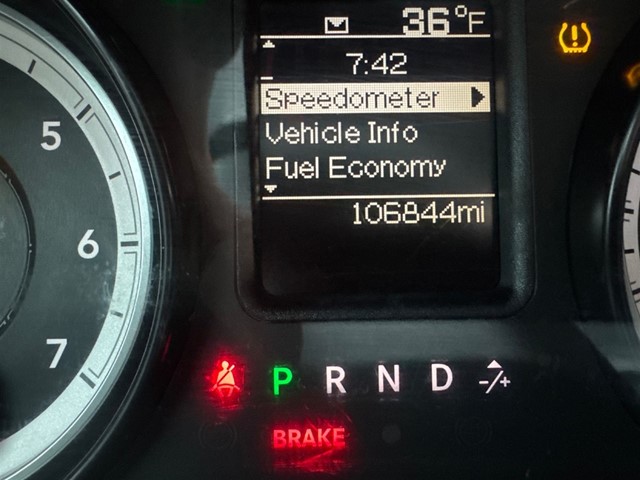 36°F
7:42
Speedometer
Vehicle Info
Fuel Economy
106844mi
5
6
7
P R N D -/+
BRAKE